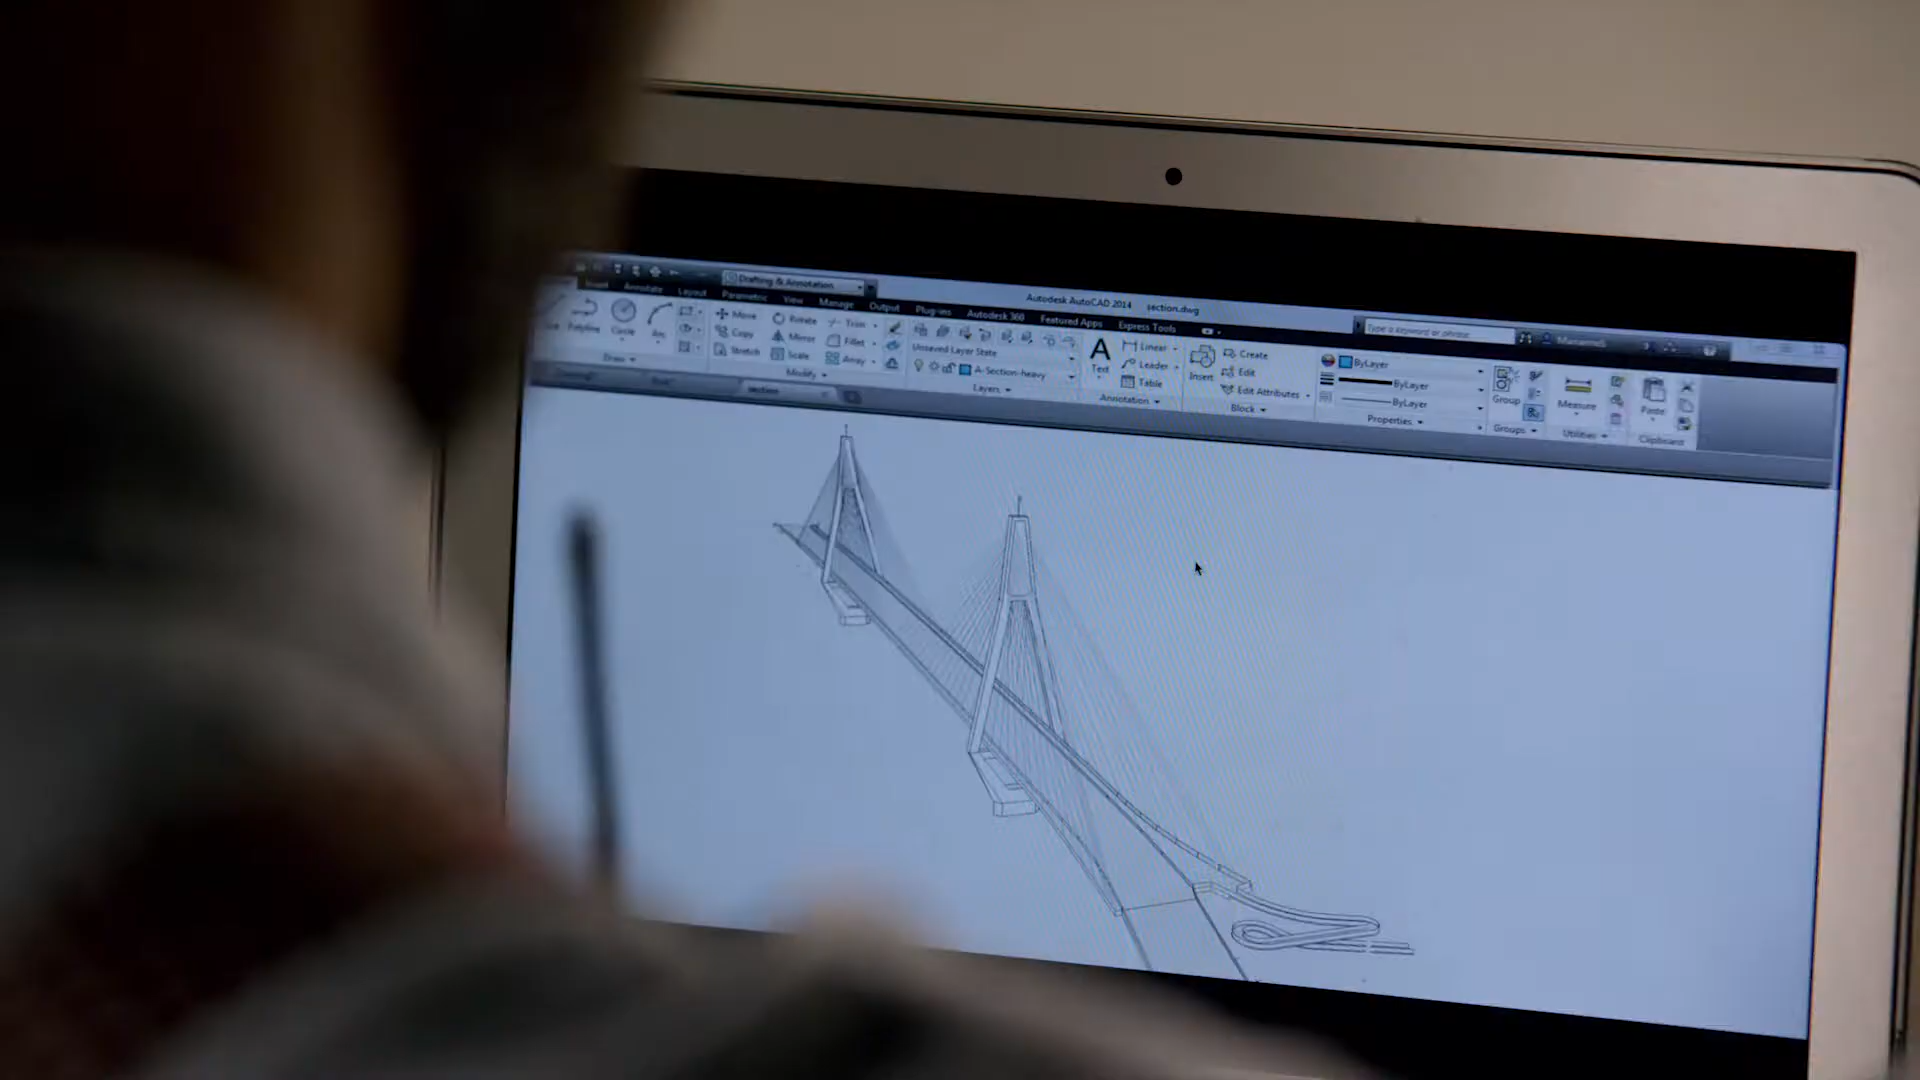 Drafting & Annotation
Autodesk AutoCAD 2014 section.dwg
Insert Annotate Layout Parametric View Manage Output Plug-ins Autodesk 360 Featured Apps Express Tools
Type a keyword or phrase
Polyline Circle Arc
Draw
Move Rotate Trim
Copy Mirror Fillet
Stretch Scale Array
Modify
Unsaved Layer State
A-Section-heavy
Layers
A
Text
Linear
Leader
Table
Annotation
Insert
Create
Edit
Edit Attributes
Block
ByLayer
ByLayer
ByLayer
Properties
Group
Groups
Measure
Utilities
Paste
Clipboard
section